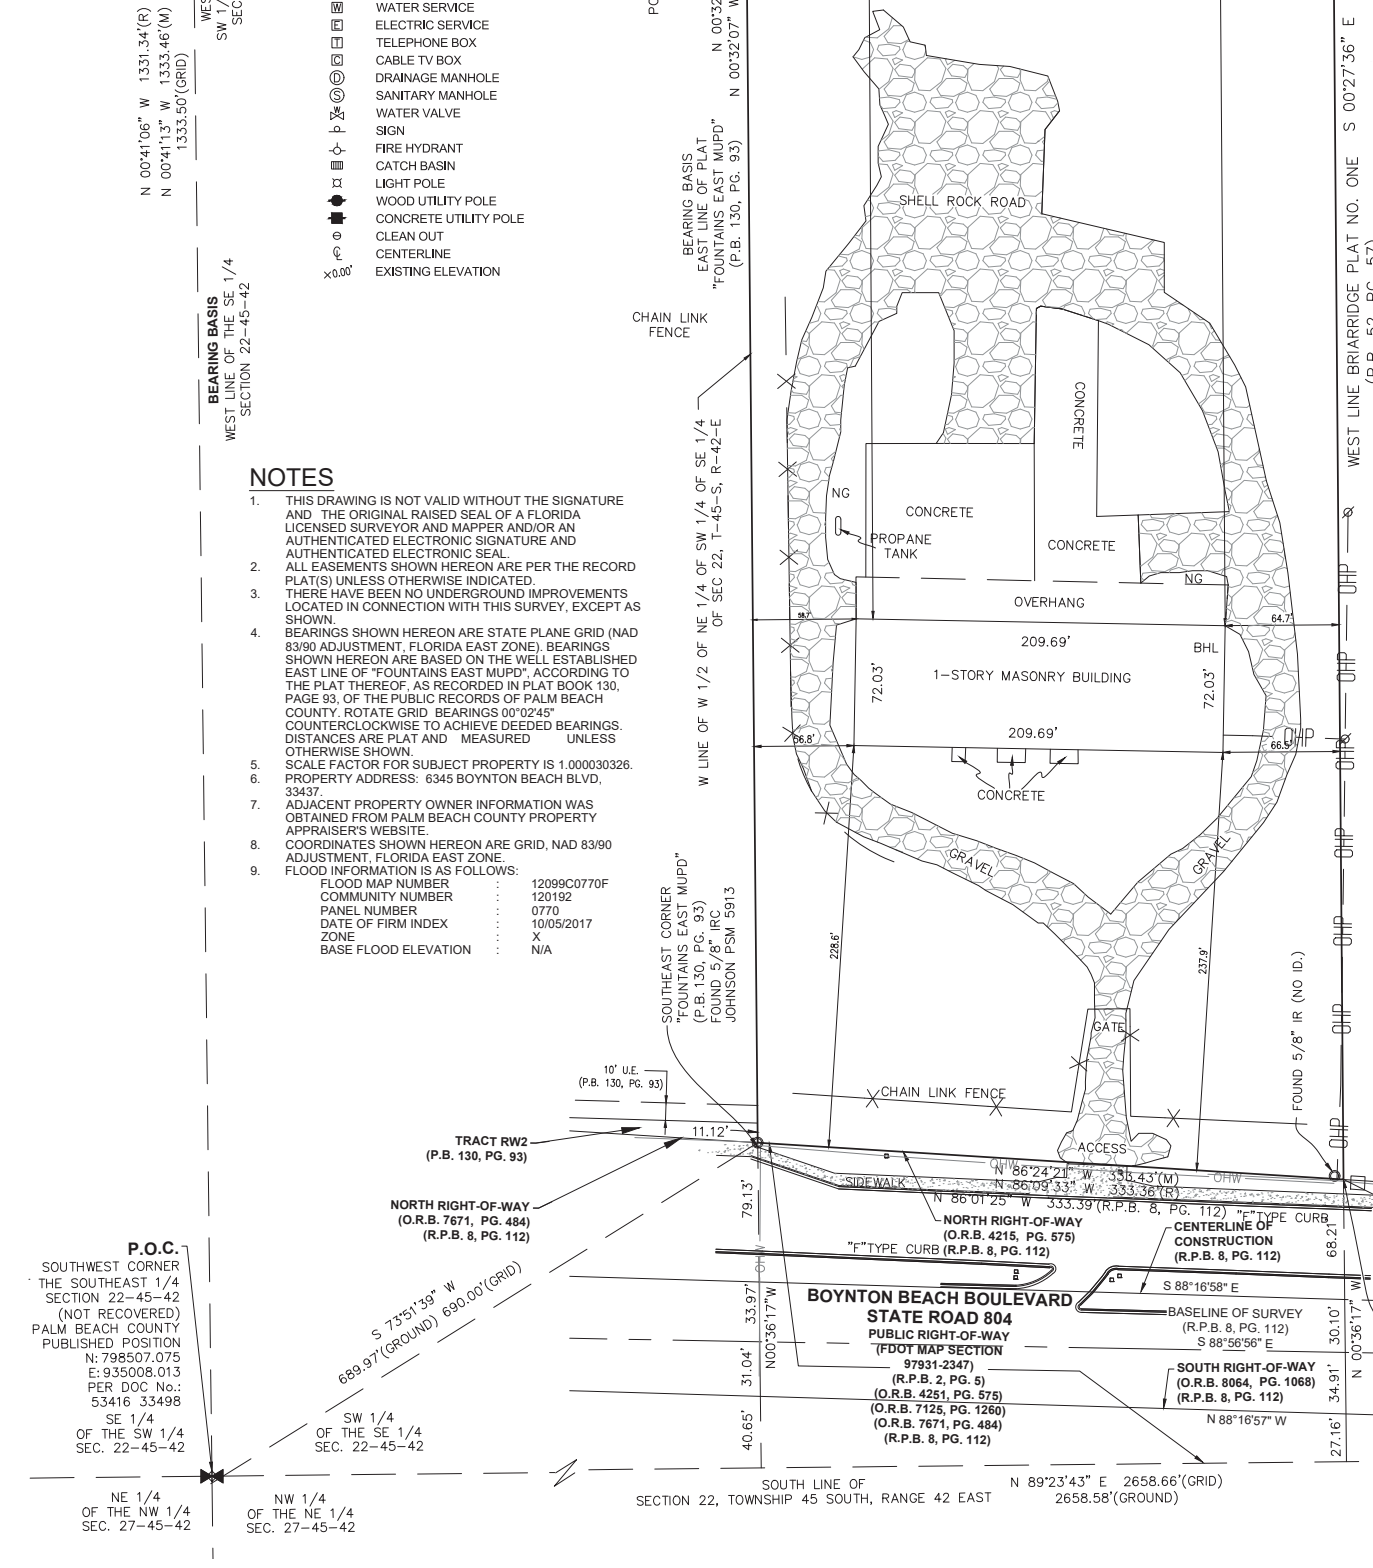 N 00°41'06" W 1331.34'(R)
N 00°41'13" W 1333.46'(M)
1333.50'(GRID)
SW 1/
W WATER SERVICE
E ELECTRIC SERVICE
T TELEPHONE BOX
C CABLE TV BOX
D DRAINAGE MANHOLE
S SANITARY MANHOLE
WATER VALVE
SIGN
FIRE HYDRANT
CATCH BASIN
LIGHT POLE
WOOD UTILITY POLE
CONCRETE UTILITY POLE
CLEAN OUT
CENTERLINE
×0.00' EXISTING ELEVATION
BEARING BASIS
WEST LINE OF THE SE 1/4
SECTION 22-45-42
N 00°32
N 00°32'07" W
BEARING BASIS
EAST LINE OF PLAT
"FOUNTAINS EAST MUPD"
(P.B. 130, PG. 93)
CHAIN LINK
FENCE
W LINE OF W 1/2 OF NE 1/4 OF SW 1/4 OF SE 1/4
OF SEC 22, T-45-S, R-42-E
SHELL ROCK ROAD
S 00°27'36" E
WEST LINE BRIARRIDGE PLAT NO. ONE
(P.B. 52, PG. 57)
NOTES
1. THIS DRAWING IS NOT VALID WITHOUT THE SIGNATURE
AND THE ORIGINAL RAISED SEAL OF A FLORIDA
LICENSED SURVEYOR AND MAPPER AND/OR AN
AUTHENTICATED ELECTRONIC SIGNATURE AND
AUTHENTICATED ELECTRONIC SEAL.
2. ALL EASEMENTS SHOWN HEREON ARE PER THE RECORD
PLAT(S) UNLESS OTHERWISE INDICATED.
3. THERE HAVE BEEN NO UNDERGROUND IMPROVEMENTS
LOCATED IN CONNECTION WITH THIS SURVEY, EXCEPT AS
SHOWN.
4. BEARINGS SHOWN HEREON ARE STATE PLANE GRID (NAD
83/90 ADJUSTMENT, FLORIDA EAST ZONE). BEARINGS
SHOWN HEREON ARE BASED ON THE WELL ESTABLISHED
EAST LINE OF "FOUNTAINS EAST MUPD", ACCORDING TO
THE PLAT THEREOF, AS RECORDED IN PLAT BOOK 130,
PAGE 93, OF THE PUBLIC RECORDS OF PALM BEACH
COUNTY. ROTATE GRID BEARINGS 00°02'45"
COUNTERCLOCKWISE TO ACHIEVE DEEDED BEARINGS.
DISTANCES ARE PLAT AND MEASURED UNLESS
OTHERWISE SHOWN.
5. SCALE FACTOR FOR SUBJECT PROPERTY IS 1.000030326.
6. PROPERTY ADDRESS: 6345 BOYNTON BEACH BLVD,
33437.
7. ADJACENT PROPERTY OWNER INFORMATION WAS
OBTAINED FROM PALM BEACH COUNTY PROPERTY
APPRAISER'S WEBSITE.
8. COORDINATES SHOWN HEREON ARE GRID, NAD 83/90
ADJUSTMENT, FLORIDA EAST ZONE.
9. FLOOD INFORMATION IS AS FOLLOWS:
FLOOD MAP NUMBER : 12099C0770F
COMMUNITY NUMBER : 120192
PANEL NUMBER : 0770
DATE OF FIRM INDEX : 10/05/2017
ZONE : X
BASE FLOOD ELEVATION : N/A
CONCRETE
NG
CONCRETE
PROPANE
TANK
CONCRETE
NG
OVERHANG
64.7'
209.69'
BHL
72.03'
1-STORY MASONRY BUILDING
72.03'
209.69'
56.8'
66.5'
CONCRETE
OHP
OHP
OHP
OHP
OHP
OHP
OHP
OHP
OHP
GRAVEL
GRAVEL
228.6'
237.9'
SOUTHEAST CORNER
"FOUNTAINS EAST MUPD"
(P.B. 130, PG. 93)
FOUND 5/8" IRC
JOHNSON PSM 5913
FOUND 5/8" IR (NO ID.)
GATE
CHAIN LINK FENCE
ACCESS
10' U.E.
(P.B. 130, PG. 93)
11.12'
TRACT RW2
(P.B. 130, PG. 93)
NORTH RIGHT-OF-WAY
(O.R.B. 7671, PG. 484)
(R.P.B. 8, PG. 112)
OHW
N 86°24'21" W 333.43'(M)
OHW
N 86°09'33" W 333.36'(R)
SIDEWALK
N 86°01'25" W 333.39'(R.P.B. 8, PG. 112)
"F"TYPE CURB
79.13'
OHW
33.97'
N00°36'17"W
31.04'
40.65'
NORTH RIGHT-OF-WAY
(O.R.B. 4215, PG. 575)
(R.P.B. 8, PG. 112)
"F"TYPE CURB
CENTERLINE OF
CONSTRUCTION
(R.P.B. 8, PG. 112)
S 88°16'58" E
BASELINE OF SURVEY
(R.P.B. 8, PG. 112)
S 88°56'56" E
BOYNTON BEACH BOULEVARD
STATE ROAD 804
PUBLIC RIGHT-OF-WAY
(FDOT MAP SECTION
97931-2347)
(R.P.B. 2, PG. 5)
(O.R.B. 4251, PG. 575)
(O.R.B. 7125, PG. 1260)
(O.R.B. 7671, PG. 484)
(R.P.B. 8, PG. 112)
SOUTH RIGHT-OF-WAY
(O.R.B. 8064, PG. 1068)
(R.P.B. 8, PG. 112)
N 88°16'57" W
68.21'
30.10'
N 00°36'17" W
34.91'
27.16'
P.O.C.
SOUTHWEST CORNER
THE SOUTHEAST 1/4
SECTION 22-45-42
(NOT RECOVERED)
PALM BEACH COUNTY
PUBLISHED POSITION
N: 798507.075
E: 935008.013
PER DOC No.:
53416 33498
SE 1/4
OF THE SW 1/4
SEC. 22-45-42
S 73°51'39" W
689.97'(GROUND) 690.00'(GRID)
SW 1/4
OF THE SE 1/4
SEC. 22-45-42
NE 1/4
OF THE NW 1/4
SEC. 27-45-42
NW 1/4
OF THE NE 1/4
SEC. 27-45-42
SOUTH LINE OF
SECTION 22, TOWNSHIP 45 SOUTH, RANGE 42 EAST
N 89°23'43" E 2658.66'(GRID)
2658.58'(GROUND)